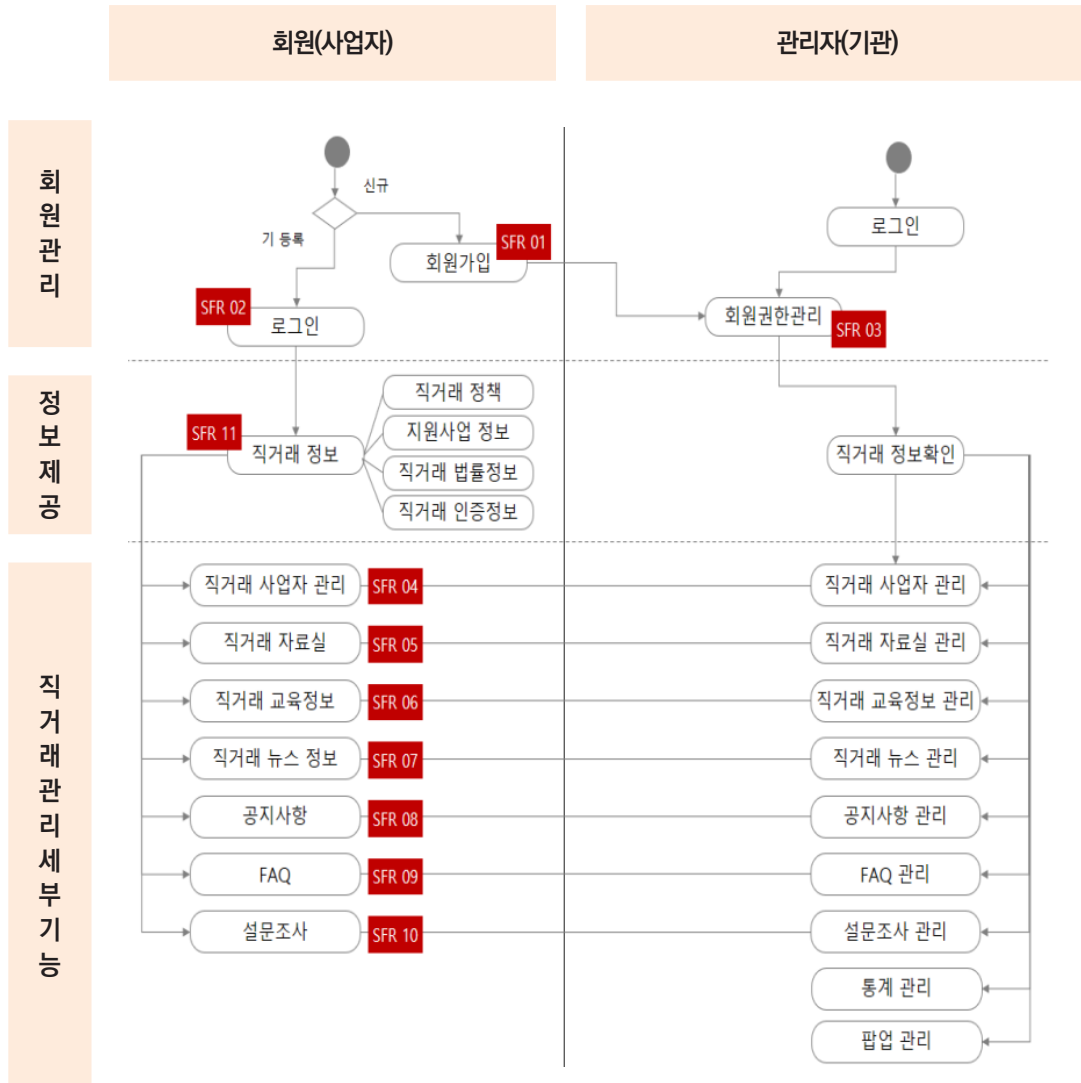 회원(사업자)
관리자(기관)
회원관리
신규
기 등록
SFR 01
회원가입
SFR 02
로그인
로그인
회원권한관리
SFR 03
정보제공
직거래 정책
지원사업 정보
직거래 법률정보
직거래 인증정보
SFR 11
직거래 정보
직거래 정보확인
직거래관리세부기능
직거래 사업자 관리
SFR 04
직거래 사업자 관리
직거래 자료실
SFR 05
직거래 자료실 관리
직거래 교육정보
SFR 06
직거래 교육정보 관리
직거래 뉴스 정보
SFR 07
직거래 뉴스 관리
공지사항
SFR 08
공지사항 관리
FAQ
SFR 09
FAQ 관리
설문조사
SFR 10
설문조사 관리
통계 관리
팝업 관리